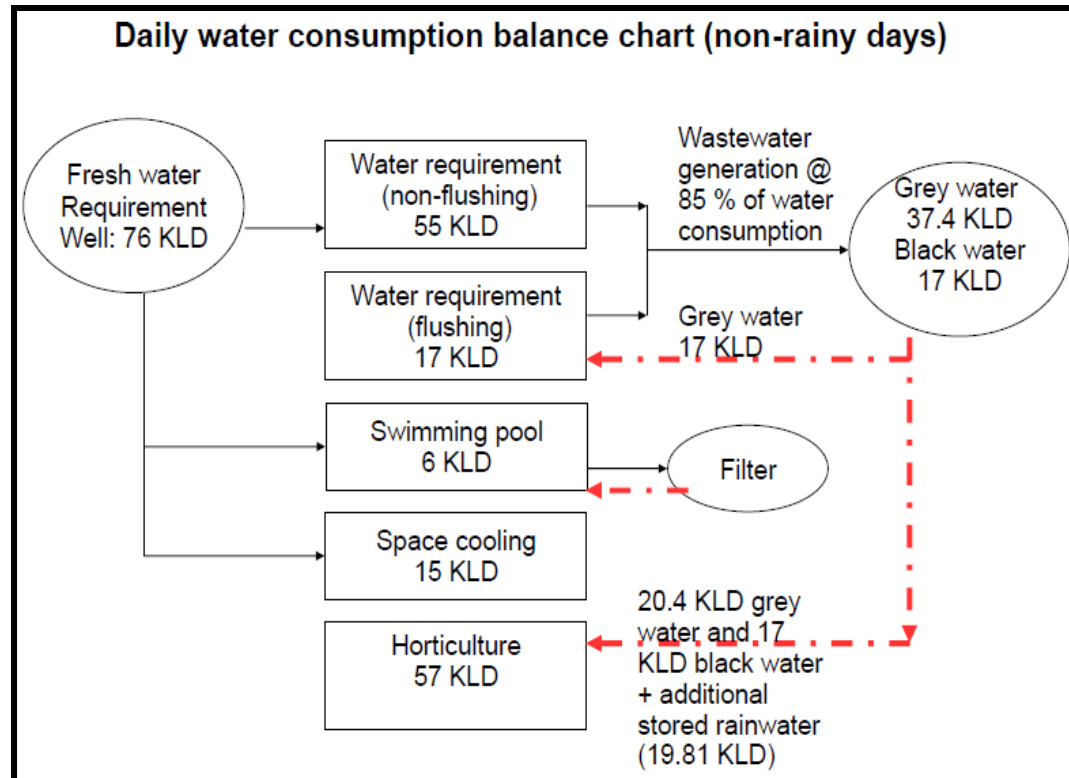 Daily water consumption balance chart (non-rainy days)
Fresh water
Requirement
Well: 76 KLD
Water requirement
(non-flushing)
55 KLD
Wastewater
generation @
85 % of water
consumption
Grey water
37.4 KLD
Black water
17 KLD
Water requirement
(flushing)
17 KLD
Grey water
17 KLD
Swimming pool
6 KLD
Filter
Space cooling
15 KLD
Horticulture
57 KLD
20.4 KLD grey
water and 17
KLD black water
+ additional
stored rainwater
(19.81 KLD)